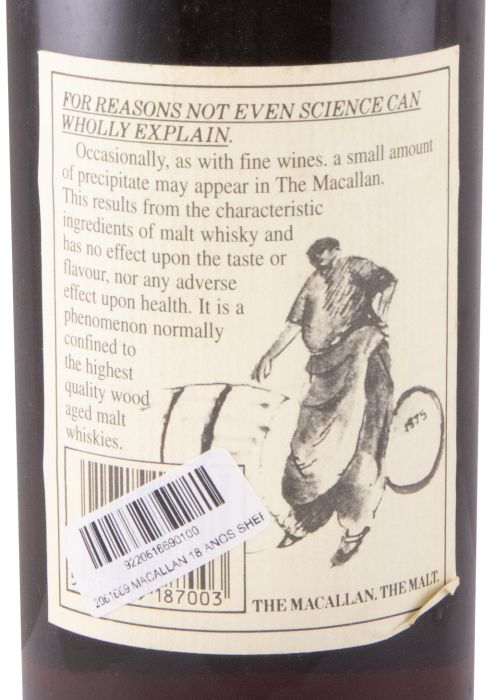 FOR REASONS NOT EVEN SCIENCE CAN
WHOLLY EXPLAIN.
Occasionally, as with fine wines. a small amount
of precipitate may appear in The Macallan.
This results from the characteristic
ingredients of malt whisky and
has no effect upon the taste or
flavour, nor any adverse
effect upon health. It is a
phenomenon normally
confined to
the highest
quality wood
aged malt
whiskies.
1975
9220616690100
2061669 MACALLAN 18 ANOS SHER
187003
THE MACALLAN. THE MALT.